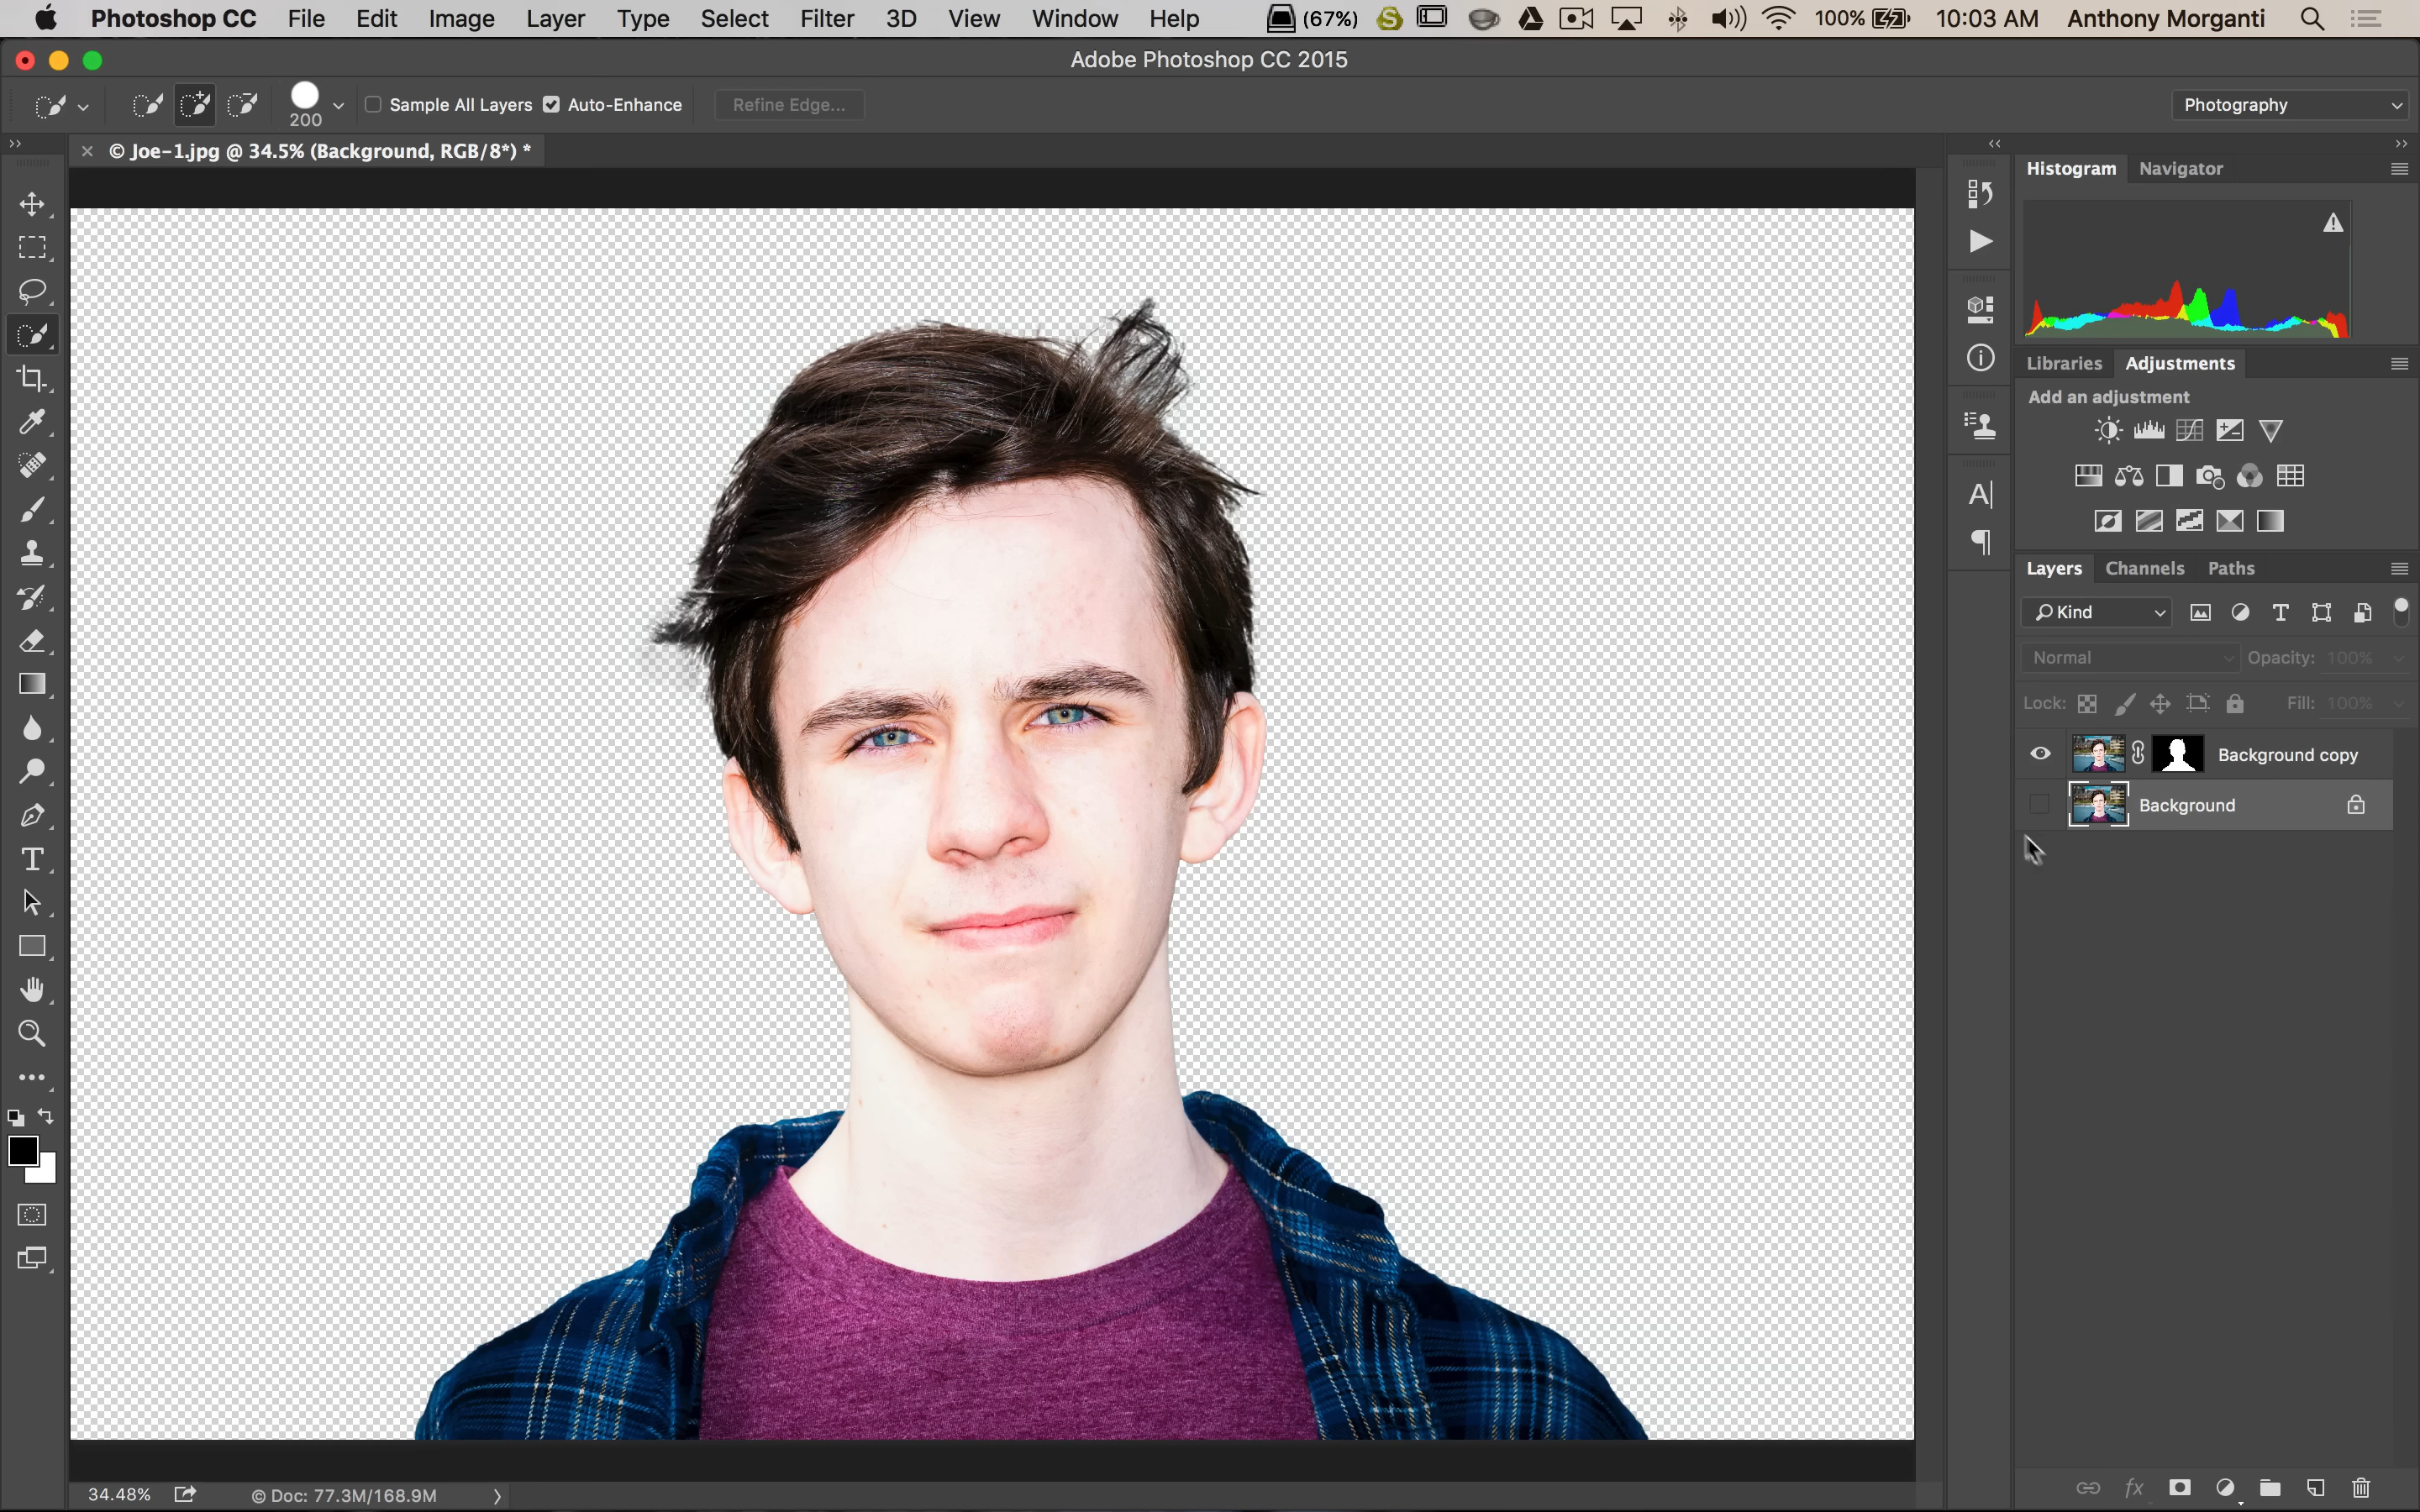 Photoshop CC File Edit Image Layer Type Select Filter 3D View Window Help (67%) 100% 10:03 AM Anthony Morganti
Adobe Photoshop CC 2015
200 Sample All Layers Auto-Enhance Refine Edge... Photography
© Joe-1.jpg @ 34.5% (Background, RGB/8*) *
Histogram Navigator
Libraries Adjustments
Add an adjustment
Layers Channels Paths
Kind
Normal Opacity: 100%
Lock: Fill: 100%
Background copy
Background
34.48% © Doc: 77.3M/168.9M